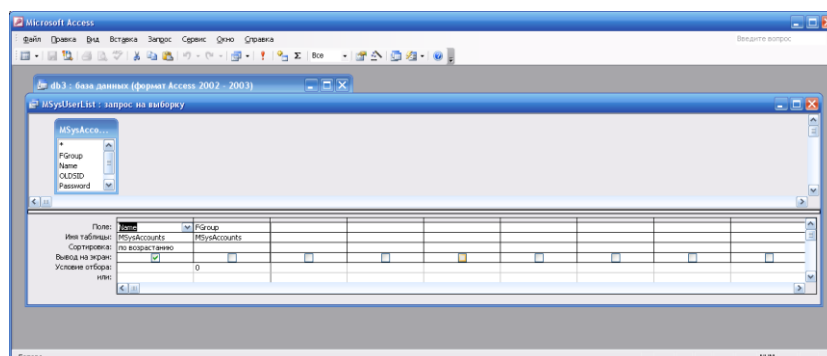 Microsoft Access
Файл Правка Вид Вставка Запрос Сервис Окно Справка
Введите вопрос
Все
db3 : база данных (формат Access 2002 - 2003)
MSysUserList : запрос на выборку
MSysAcco...
*
FGroup
Name
OLDSID
Password
Поле: Name FGroup
Имя таблицы: MSysAccounts MSysAccounts
Сортировка: по возрастанию
Вывод на экран:
Условие отбора: 0
или: